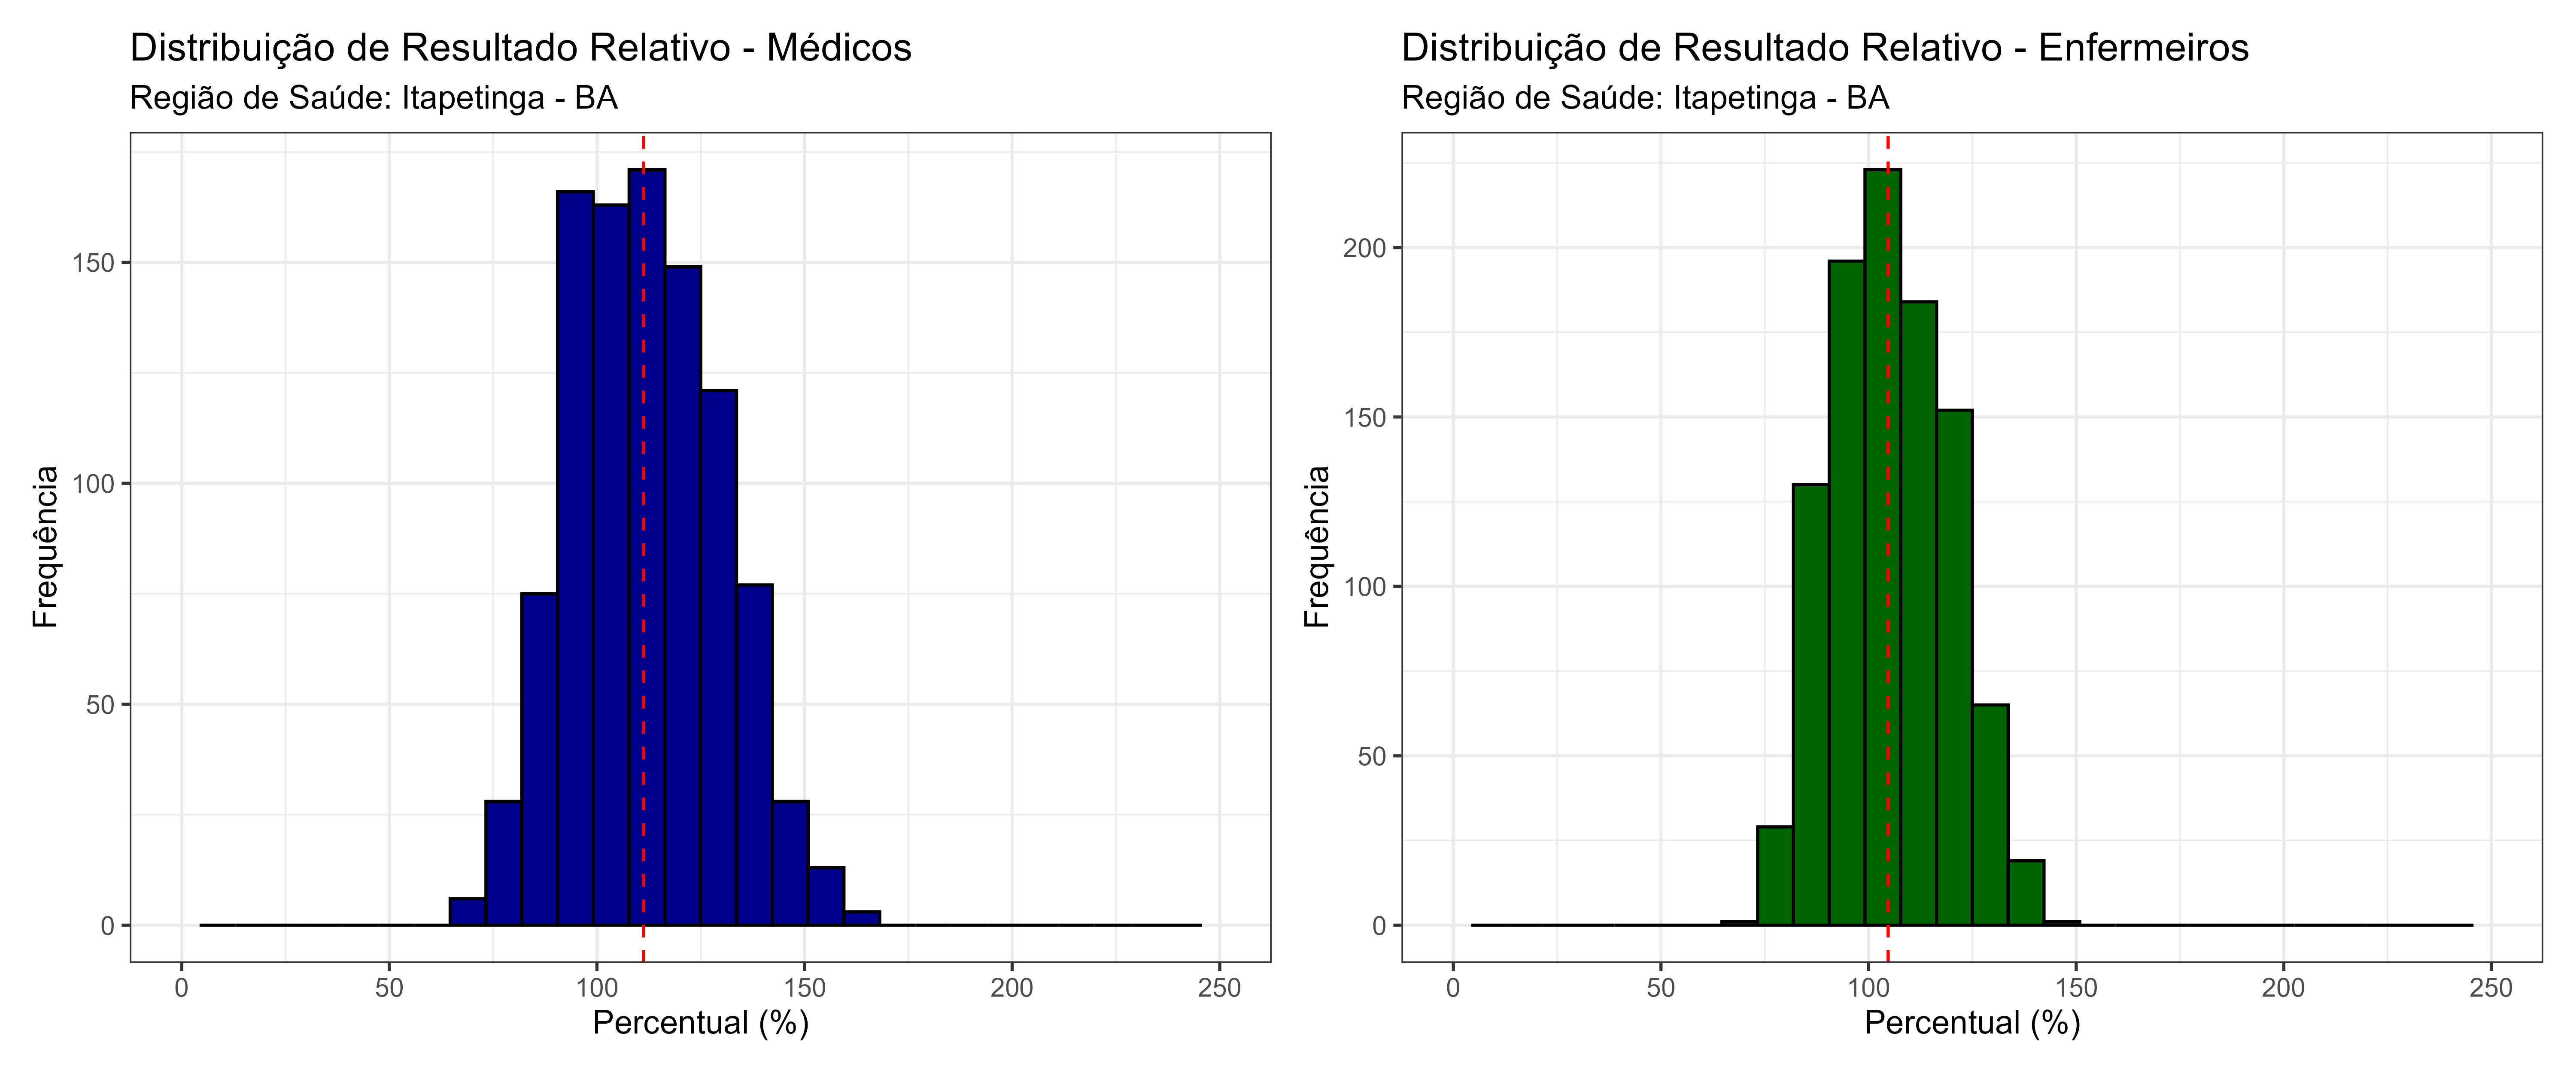 Distribuição de Resultado Relativo - Médicos
Região de Saúde: Itapetinga - BA
Frequência
150
100
50
0
0 50 100 150 200 250
Percentual (%)
Distribuição de Resultado Relativo - Enfermeiros
Região de Saúde: Itapetinga - BA
Frequência
200
150
100
50
0
0 50 100 150 200 250
Percentual (%)